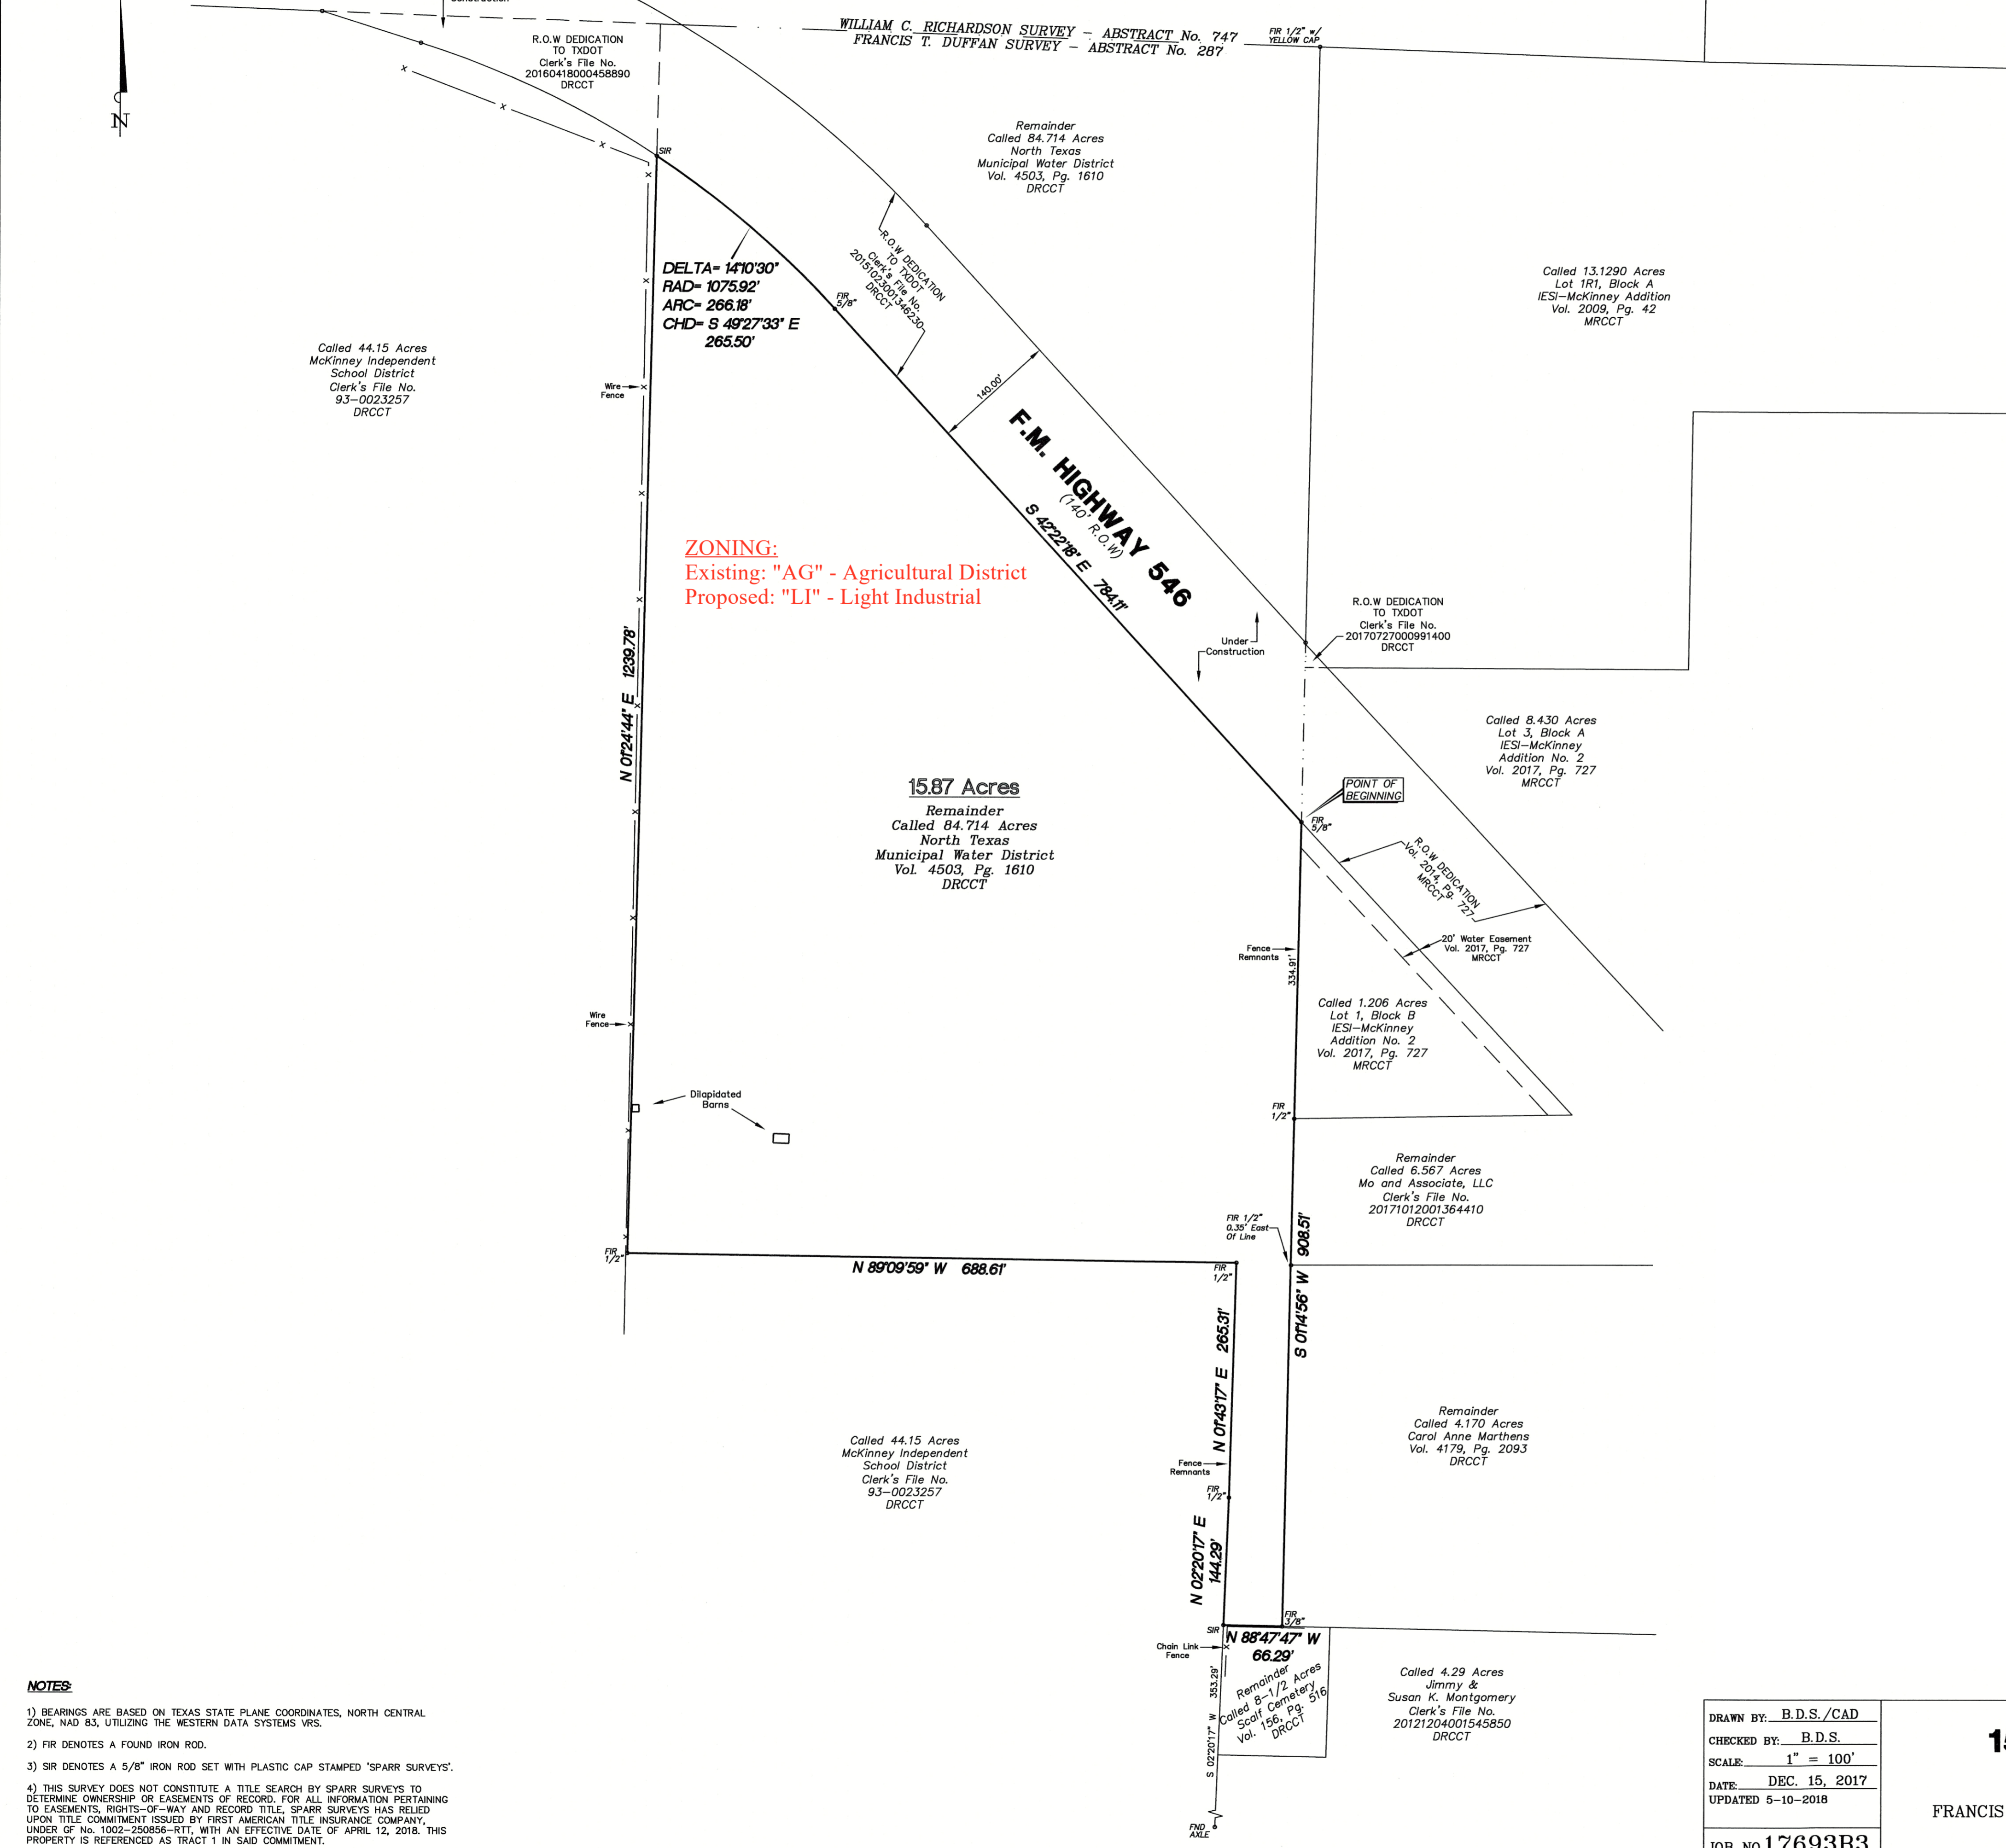 R.O.W DEDICATION
TO TXDOT
Clerk's File No.
20160418000458890
DRCCT
WILLIAM C. RICHARDSON SURVEY – ABSTRACT No. 747
FRANCIS T. DUFFAN SURVEY – ABSTRACT No. 287
FIR 1/2" w/
YELLOW CAP
N
SIR
Remainder
Called 84.714 Acres
North Texas
Municipal Water District
Vol. 4503, Pg. 1610
DRCCT
R.O.W DEDICATION
TO TXDOT
Clerk's File No.
20151023001346230
DRCCT
DELTA= 14°10'30"
RAD= 1075.92'
ARC= 266.18'
CHD= S 49°27'33" E
265.50'
FIR
5/8"
Called 13.1290 Acres
Lot 1R1, Block A
IESI–McKinney Addition
Vol. 2009, Pg. 42
MRCCT
Called 44.15 Acres
McKinney Independent
School District
Clerk's File No.
93–0023257
DRCCT
Wire
Fence
140.00'
F.M. HIGHWAY 546
(140' R.O.W)
S 42°22'18" E 784.11'
ZONING:
Existing: "AG" - Agricultural District
Proposed: "LI" - Light Industrial
Under
Construction
R.O.W DEDICATION
TO TXDOT
Clerk's File No.
20170727000991400
DRCCT
N 01°24'44" E 1239.78'
Called 8.430 Acres
Lot 3, Block A
IESI–McKinney
Addition No. 2
Vol. 2017, Pg. 727
MRCCT
15.87 Acres
Remainder
Called 84.714 Acres
North Texas
Municipal Water District
Vol. 4503, Pg. 1610
DRCCT
POINT OF
BEGINNING
FIR
5/8"
R.O.W DEDICATION
Vol. 2014, Pg. 727
MRCCT
20' Water Easement
Vol. 2017, Pg. 727
MRCCT
Fence
Remnants
334.91'
Called 1.206 Acres
Lot 1, Block B
IESI–McKinney
Addition No. 2
Vol. 2017, Pg. 727
MRCCT
Wire
Fence
Dilapidated
Barns
FIR
1/2"
Remainder
Called 6.567 Acres
Mo and Associate, LLC
Clerk's File No.
20171012001364410
DRCCT
FIR 1/2"
0.35' East
Of Line
S 01°14'56" W 908.51'
FIR
1/2"
N 89°09'59" W 688.61'
FIR
1/2"
N 01°43'17" E 265.31'
Remainder
Called 4.170 Acres
Carol Anne Marthens
Vol. 4179, Pg. 2093
DRCCT
Called 44.15 Acres
McKinney Independent
School District
Clerk's File No.
93–0023257
DRCCT
Fence
Remnants
FIR
1/2"
N 02°20'17" E
144.29'
FIR
3/8"
SIR
N 88°47'47" W
66.29'
Chain Link
Fence
Remainder
Called 8–1/2 Acres
Scalf Cemetery
Vol. 156, Pg. 516
DRCCT
S 02°20'17" W 353.29'
FND
AXLE
Called 4.29 Acres
Jimmy &
Susan K. Montgomery
Clerk's File No.
20121204001545850
DRCCT
NOTES:
1) BEARINGS ARE BASED ON TEXAS STATE PLANE COORDINATES, NORTH CENTRAL
ZONE, NAD 83, UTILIZING THE WESTERN DATA SYSTEMS VRS.
2) FIR DENOTES A FOUND IRON ROD.
3) SIR DENOTES A 5/8" IRON ROD SET WITH PLASTIC CAP STAMPED 'SPARR SURVEYS'.
4) THIS SURVEY DOES NOT CONSTITUTE A TITLE SEARCH BY SPARR SURVEYS TO
DETERMINE OWNERSHIP OR EASEMENTS OF RECORD. FOR ALL INFORMATION PERTAINING
TO EASEMENTS, RIGHTS–OF–WAY AND RECORD TITLE, SPARR SURVEYS HAS RELIED
UPON TITLE COMMITMENT ISSUED BY FIRST AMERICAN TITLE INSURANCE COMPANY,
UNDER GF No. 1002–250856–RTT, WITH AN EFFECTIVE DATE OF APRIL 12, 2018. THIS
PROPERTY IS REFERENCED AS TRACT 1 IN SAID COMMITMENT.
DRAWN BY: B.D.S./CAD
CHECKED BY: B.D.S.
SCALE: 1" = 100'
DATE: DEC. 15, 2017
UPDATED 5–10–2018
JOB NO. 17693B3
FRANCIS